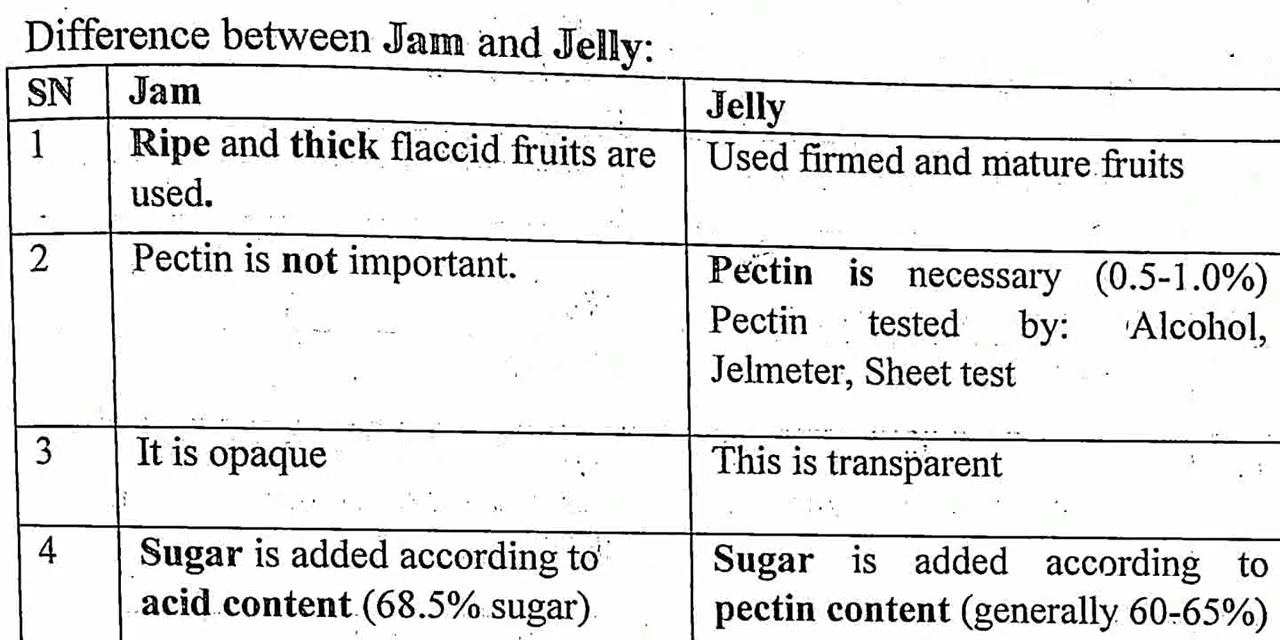 Difference between Jam and Jelly:
SN Jam Jelly
1 Ripe and thick flaccid fruits are Used firmed and mature fruits
used.
2 Pectin is not important. Pectin is necessary (0.5-1.0%)
Pectin tested by: Alcohol,
Jelmeter, Sheet test
3 It is opaque This is transparent
4 Sugar is added according to Sugar is added according to
acid content (68.5% sugar) pectin content (generally 60-65%)